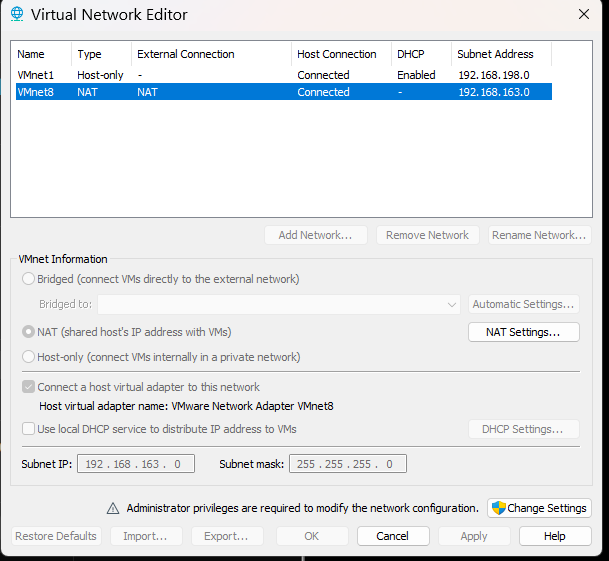 Virtual Network Editor
Name Type External Connection Host Connection DHCP Subnet Address
VMnet1 Host-only - Connected Enabled 192.168.198.0
VMnet8 NAT NAT Connected - 192.168.163.0
Add Network... Remove Network Rename Network...
VMnet Information
Bridged (connect VMs directly to the external network)
Bridged to: Automatic Settings...
NAT (shared host's IP address with VMs) NAT Settings...
Host-only (connect VMs internally in a private network)
Connect a host virtual adapter to this network
Host virtual adapter name: VMware Network Adapter VMnet8
Use local DHCP service to distribute IP address to VMs DHCP Settings...
Subnet IP: 192 . 168 . 163 . 0 Subnet mask: 255 . 255 . 255 . 0
Administrator privileges are required to modify the network configuration. Change Settings
Restore Defaults Import... Export... OK Cancel Apply Help